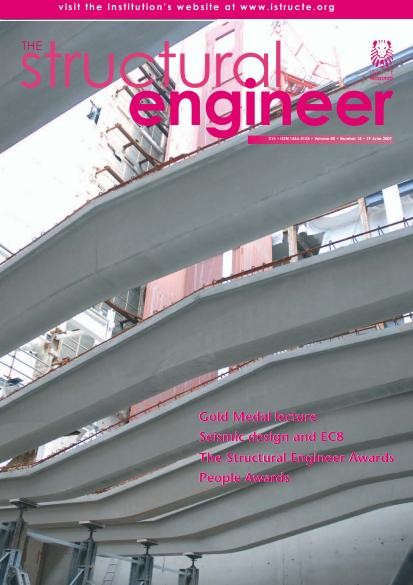 visit the Institution's website at www.istructe.org
THE
structural
engineer
Gold Medal lecture
Seismic design and EC8
The Structural Engineer Awards
People Awards